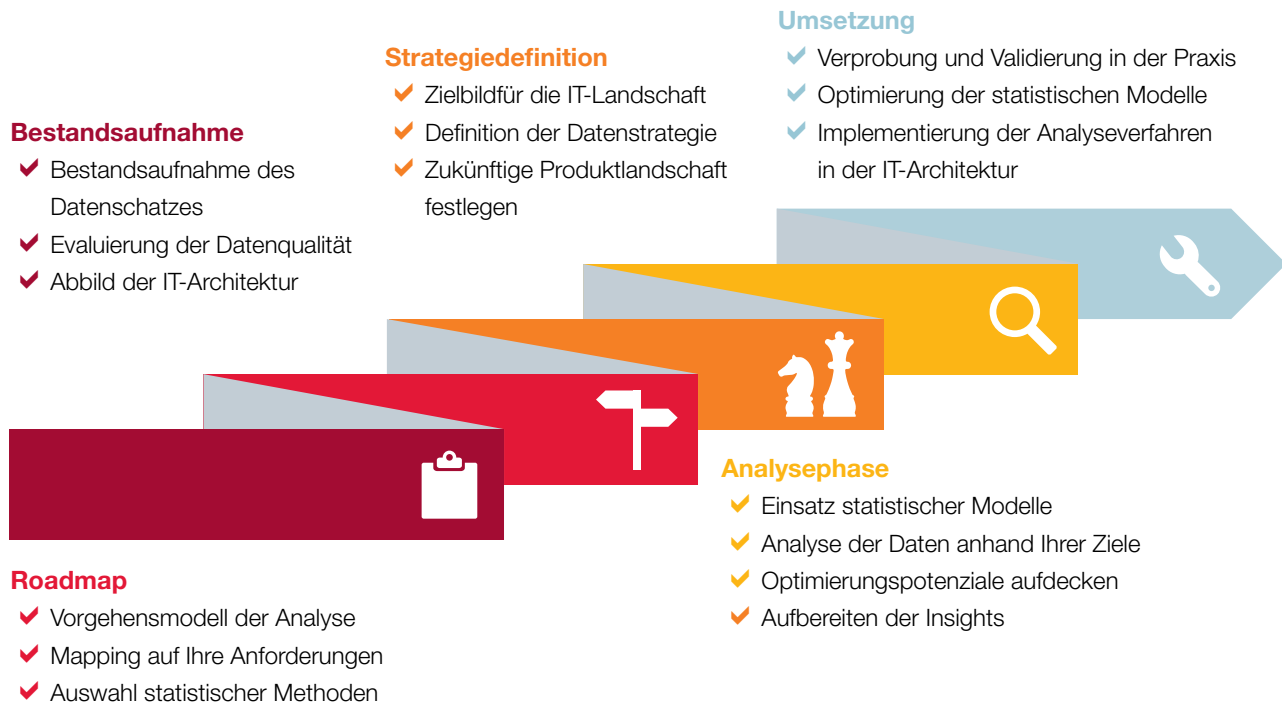 Bestandsaufnahme
Bestandsaufnahme des
Datenschatzes
Evaluierung der Datenqualität
Abbild der IT-Architektur
Roadmap
Vorgehensmodell der Analyse
Mapping auf Ihre Anforderungen
Auswahl statistischer Methoden
Strategiedefinition
Zielbildfür die IT-Landschaft
Definition der Datenstrategie
Zukünftige Produktlandschaft
festlegen
Analysephase
Einsatz statistischer Modelle
Analyse der Daten anhand Ihrer Ziele
Optimierungspotenziale aufdecken
Aufbereiten der Insights
Umsetzung
Verprobung und Validierung in der Praxis
Optimierung der statistischen Modelle
Implementierung der Analyseverfahren
in der IT-Architektur